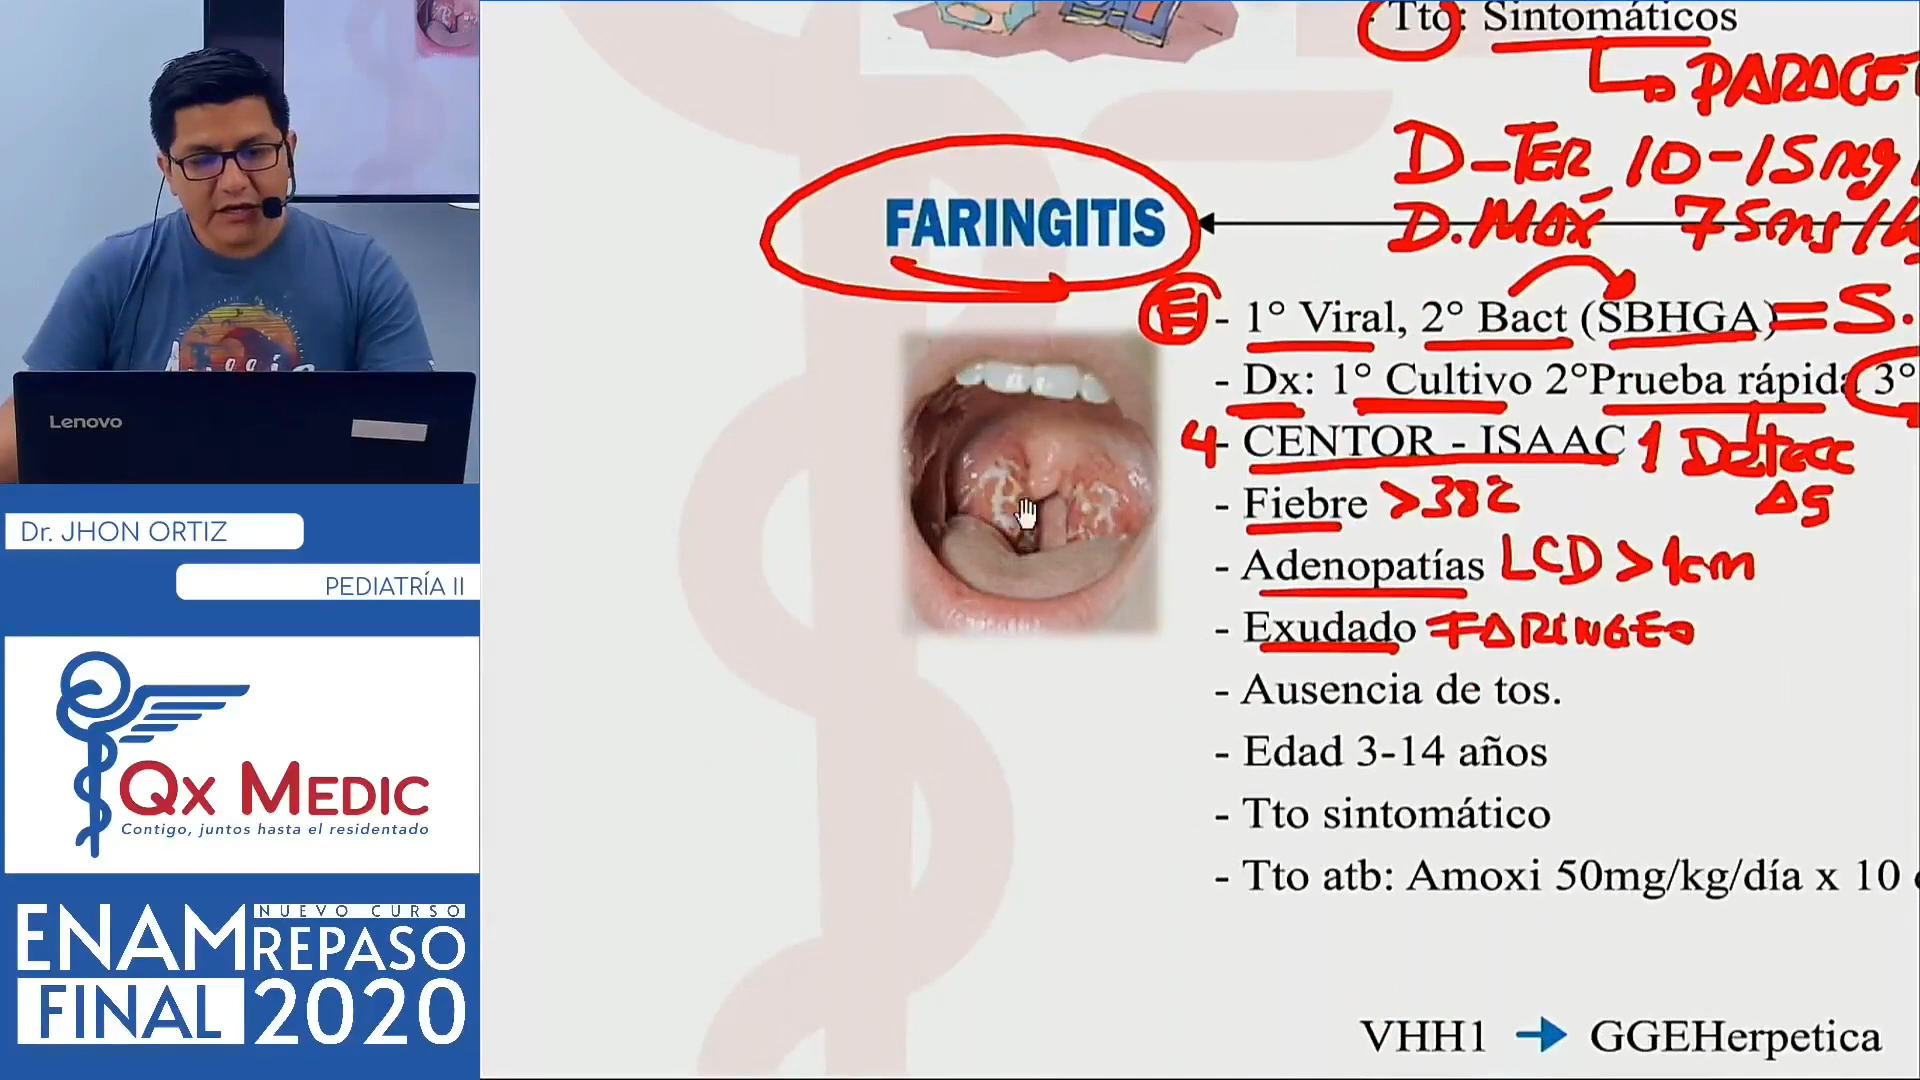 Tto: Sintomáticos
PARACE
D-TER 10-15mg
D. MÁX 75mg/k
FARINGITIS
E - 1° Viral, 2° Bact (SBHGA) = S.
- Dx: 1° Cultivo 2°Prueba rápida 3°
4 - CENTOR - ISAAC 1 Detecc
- Fiebre >38°C Ag
- Adenopatías LCD >1cm
- Exudado FARINGEO
- Ausencia de tos.
- Edad 3-14 años
- Tto sintomático
- Tto atb: Amoxi 50mg/kg/día x 10
VHH1 → GGEHerpetica
Lenovo
Dr. JHON ORTIZ
PEDIATRÍA II
QX MEDIC
Contigo, juntos hasta el residentado
NUEVO CURSO
ENAM REPASO
FINAL 2020